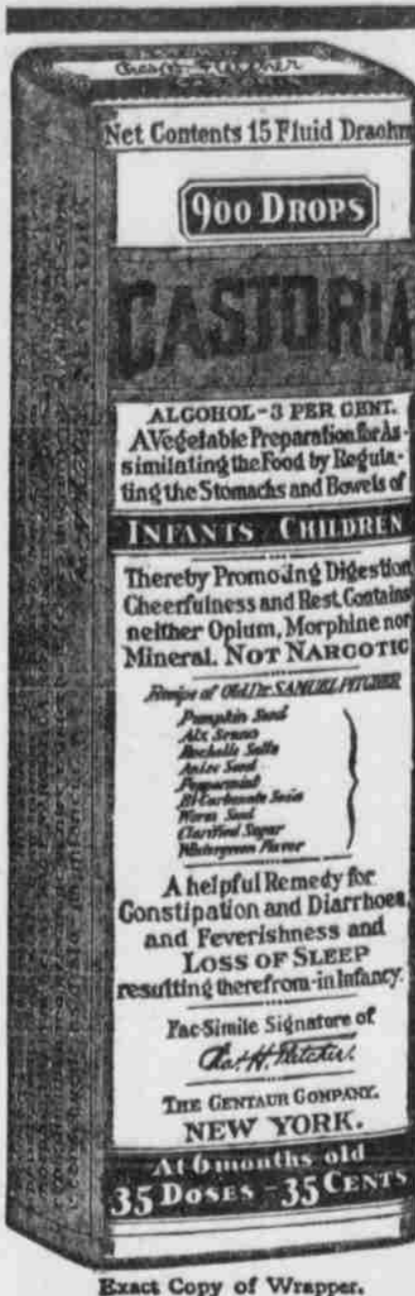 Chas. H. Fletcher
Net Contents 15 Fluid Drachm
900 DROPS
CASTORIA
ALCOHOL-3 PER CENT.
A Vegetable Preparation for As-
similating the Food by Regula-
ting the Stomachs and Bowels of
INFANTS CHILDREN
Thereby Promoting Digestion
Cheerfulness and Rest. Contains
neither Opium, Morphine nor
Mineral. NOT NARCOTIC
Recipe of Old Dr. SAMUEL PITCHER
Pumpkin Seed
Alx Senna
Rochelle Salts
Anise Seed
Peppermint
Bi-Carbonate Soda
Worm Seed
Clarified Sugar
Wintergreen Flavor
A helpful Remedy for
Constipation and Diarrhoea,
and Feverishness and
LOSS OF SLEEP
resulting therefrom-in Infancy.
Fac-Simile Signature of
Chas. H. Fletcher.
THE CENTAUR COMPANY.
NEW YORK.
At 6 months old
35 DOSES - 35 CENTS
Exact Copy of Wrapper.